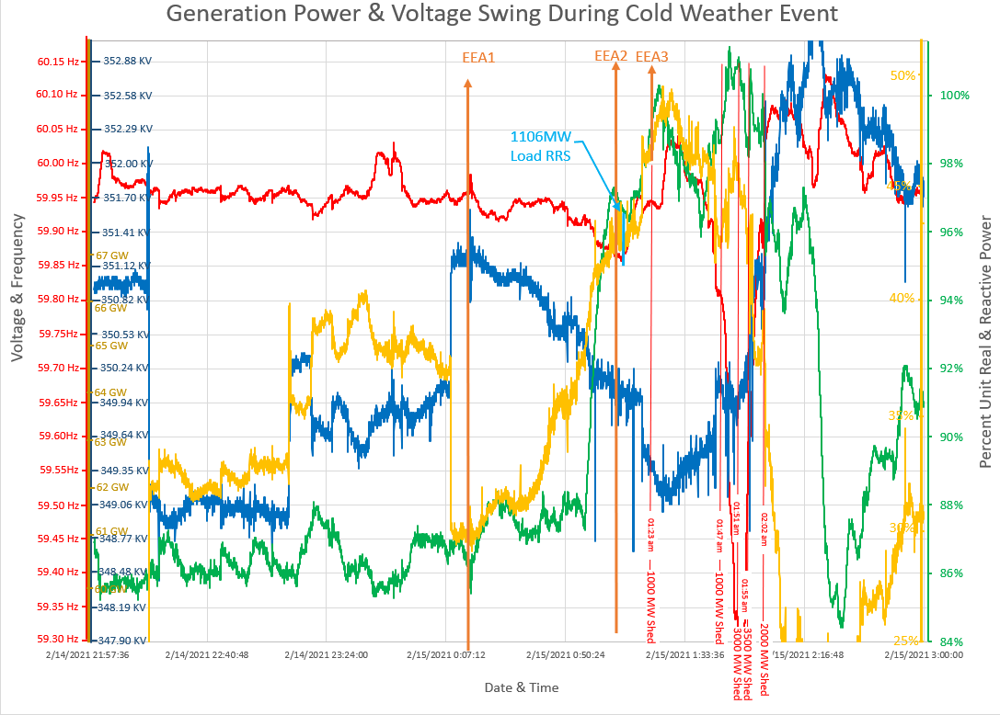 Generation Power & Voltage Swing During Cold Weather Event
EEA1
EEA2
EEA3
1106MW
Load RRS
Voltage & Frequency
60.15 Hz
60.10 Hz
60.05 Hz
60.00 Hz
59.95 Hz
59.90 Hz
59.85 Hz
59.80 Hz
59.75 Hz
59.70 Hz
59.65 Hz
59.60 Hz
59.55 Hz
59.50 Hz
59.45 Hz
59.40 Hz
59.35 Hz
59.30 Hz
352.88 KV
352.58 KV
352.29 KV
352.00 KV
351.70 KV
351.41 KV
351.12 KV
350.82 KV
350.53 KV
350.24 KV
349.94 KV
349.64 KV
349.35 KV
349.06 KV
348.77 KV
348.48 KV
348.19 KV
347.90 KV
67 GW
66 GW
65 GW
64 GW
63 GW
62 GW
61 GW
50%
45%
40%
35%
30%
25%
100%
98%
96%
94%
92%
90%
88%
86%
84%
Percent Unit Real & Reactive Power
01:23 am —1000 MW Shed
01:47 am —1000 MW Shed
01:51 am 3000 MW Shed
01:55 am 3500 MW Shed
02:02 am 2000 MW Shed
2/14/2021 21:57:36
2/14/2021 22:40:48
2/14/2021 23:24:00
2/15/2021 0:07:12
2/15/2021 0:50:24
2/15/2021 1:33:36
/15/2021 2:16:48
2/15/2021 3:00:00
Date & Time